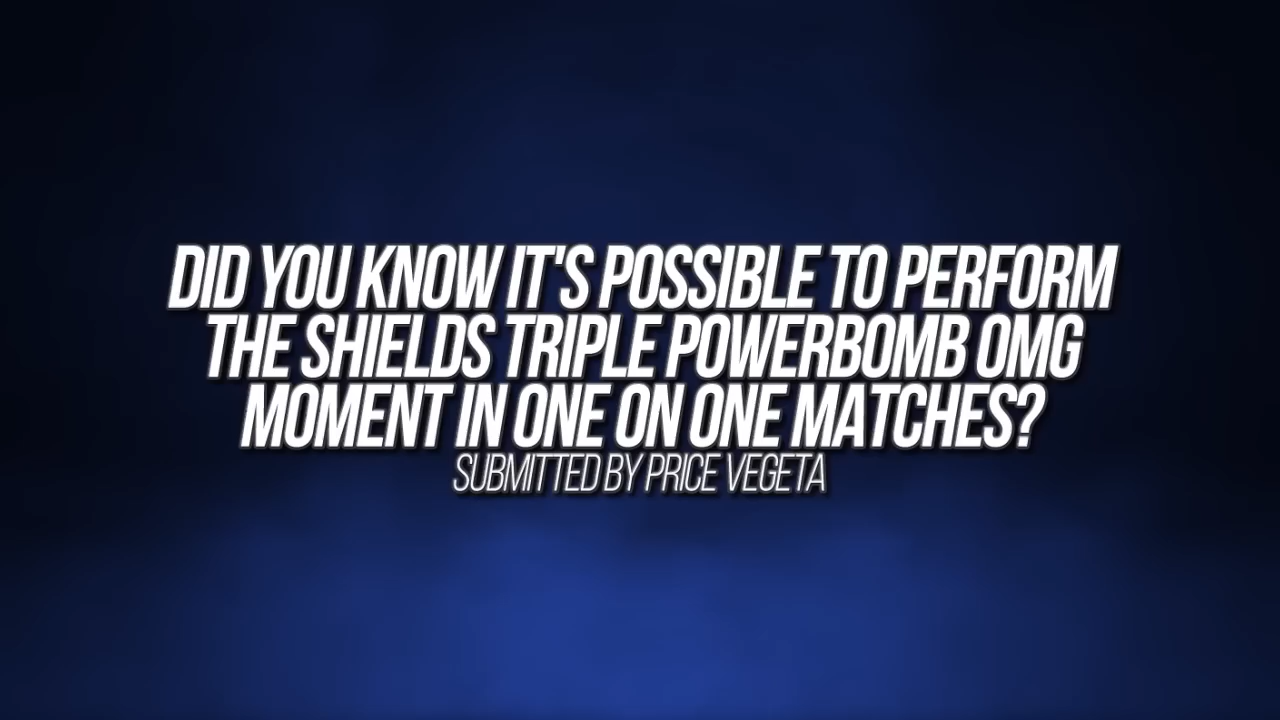 DID YOU KNOW IT'S POSSIBLE TO PERFORM
THE SHIELDS TRIPLE POWERBOMB OMG
MOMENT IN ONE ON ONE MATCHES?
SUBMITTED BY PRICE VEGETA